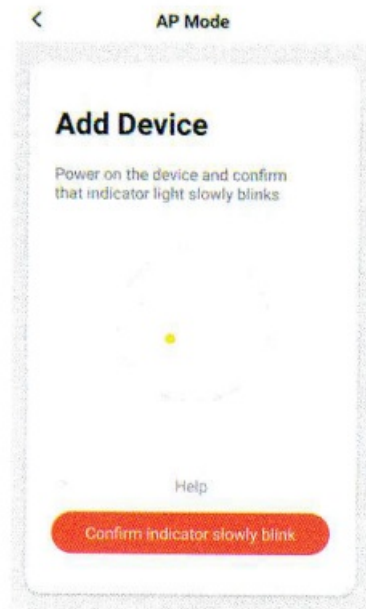 AP Mode
Add Device
Power on the device and confirm
that indicator light slowly blinks
Help
Confirm indicator slowly blink